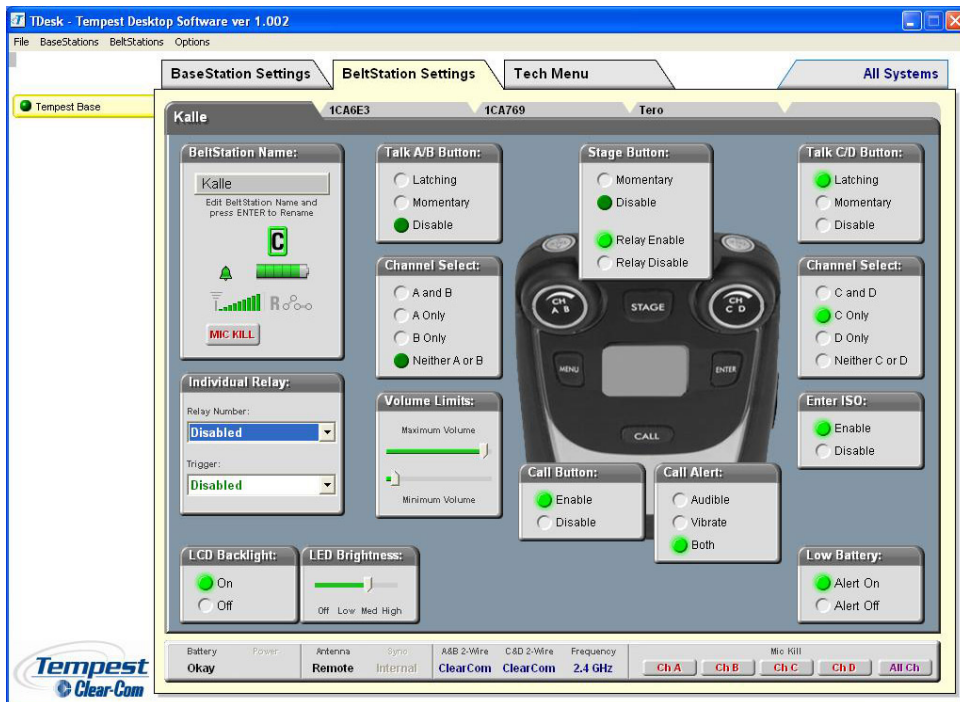 TDesk - Tempest Desktop Software ver 1.002
File BaseStations BeltStations Options
BaseStation Settings
BeltStation Settings
Tech Menu
All Systems
Tempest Base
Kalle
1CA6E3
1CA769
Tero
BeltStation Name:
Kalle
Edit BeltStation Name and
press ENTER to Rename
C
R
MIC KILL
Individual Relay:
Relay Number:
Disabled
Trigger:
Disabled
LCD Backlight:
On
Off
LED Brightness:
Off Low Med High
Talk A/B Button:
Latching
Momentary
Disable
Channel Select:
A and B
A Only
B Only
Neither A or B
Volume Limits:
Maximum Volume
Minimum Volume
Stage Button:
Momentary
Disable
Relay Enable
Relay Disable
CH
A B
STAGE
CH
C D
MENU
ENTER
CALL
Call Button:
Enable
Disable
Call Alert:
Audible
Vibrate
Both
Talk C/D Button:
Latching
Momentary
Disable
Channel Select:
C and D
C Only
D Only
Neither C or D
Enter ISO:
Enable
Disable
Low Battery:
Alert On
Alert Off
Tempest
Clear-Com
Battery
Okay
Power
Antenna
Remote
Sync
Internal
A&B 2-Wire
ClearCom
C&D 2-Wire
ClearCom
Frequency
2.4 GHz
Mic Kill
Ch A
Ch B
Ch C
Ch D
All Ch